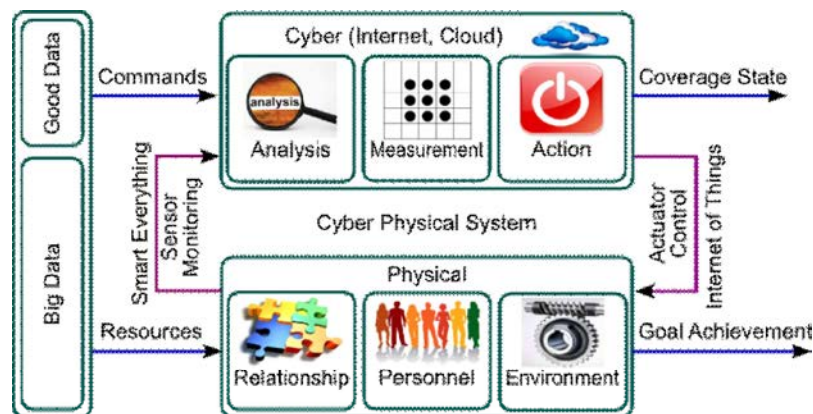 Good Data
Big Data
Commands
Resources
Cyber (Internet, Cloud)
analysis
Analysis
Measurement
Action
Coverage State
Smart Everything
Sensor
Monitoring
Cyber Physical System
Actuator
Control
Internet of Things
Physical
Relationship
Personnel
Environment
Goal Achievement